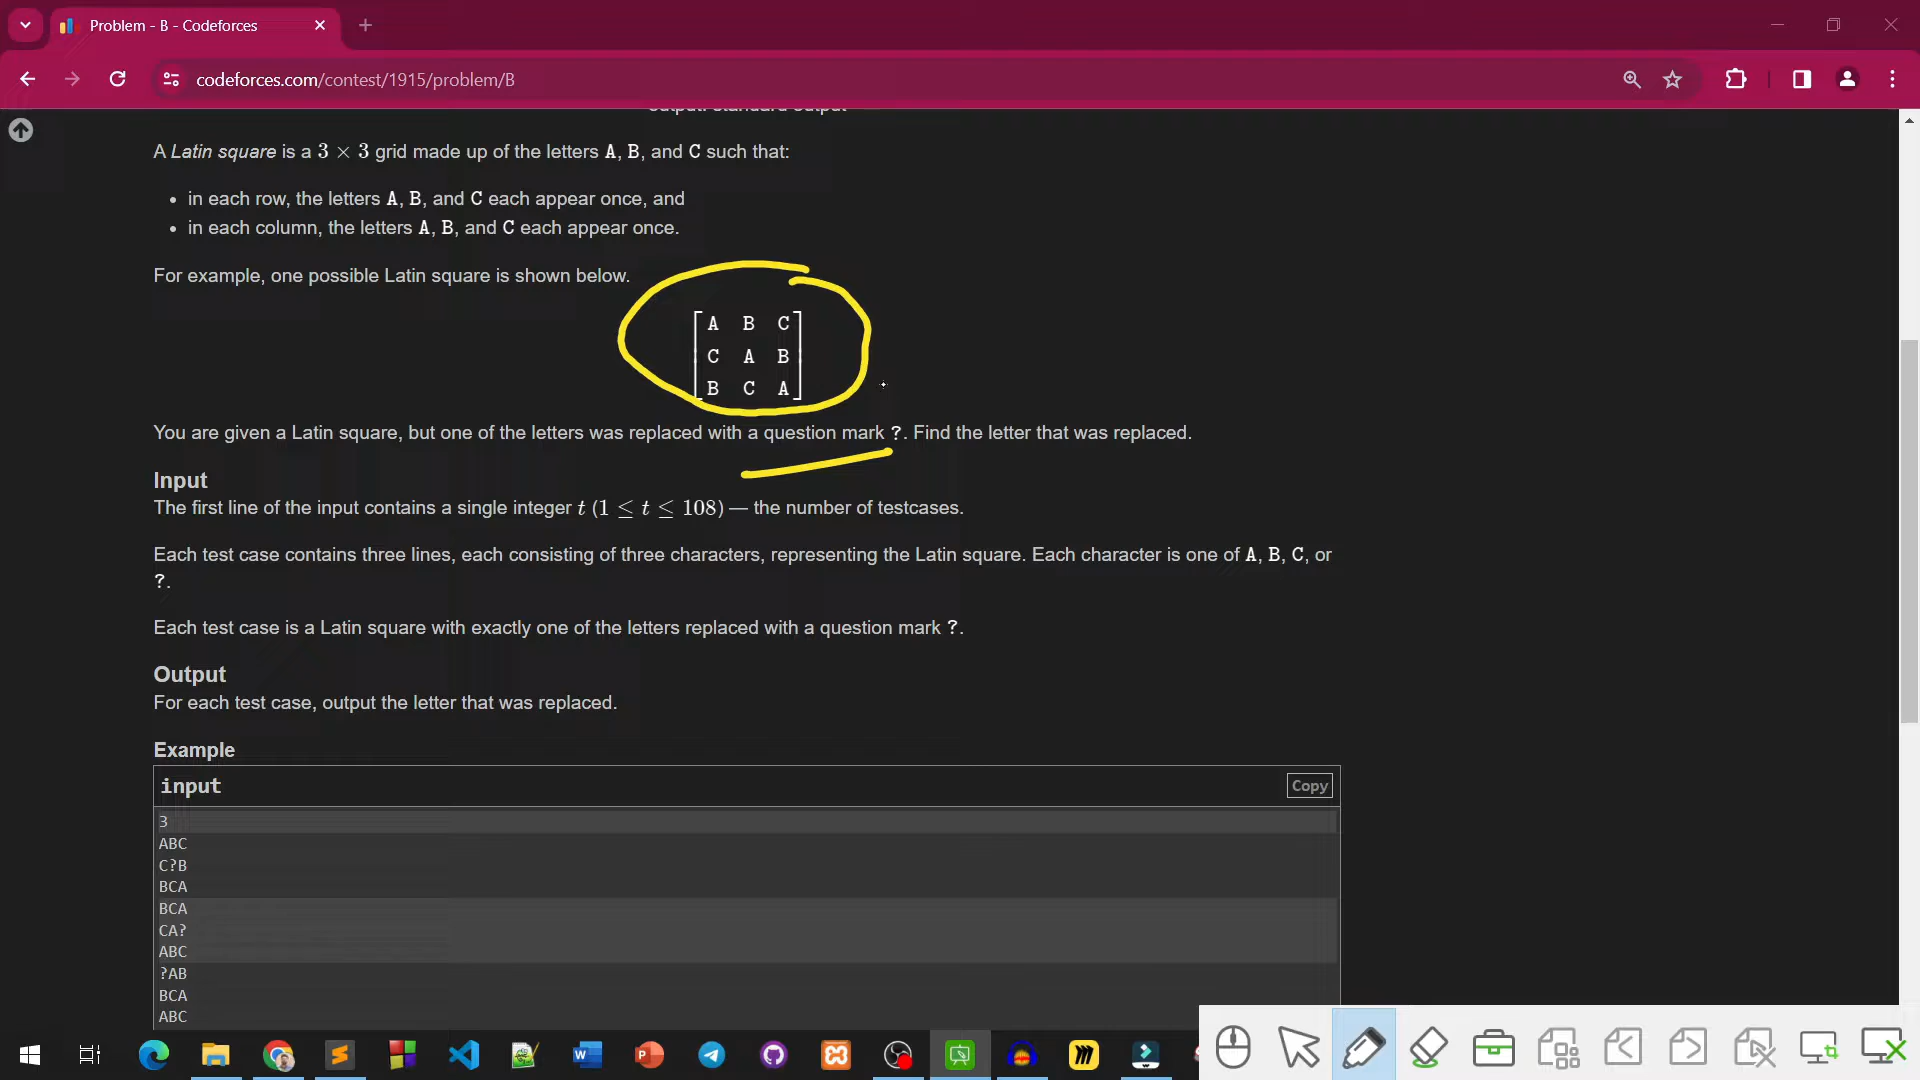 Problem - B - Codeforces
codeforces.com/contest/1915/problem/B
output: standard output
A Latin square is a 3 × 3 grid made up of the letters A, B, and C such that:
• in each row, the letters A, B, and C each appear once, and
• in each column, the letters A, B, and C each appear once.
For example, one possible Latin square is shown below.
A B C
C A B
B C A
You are given a Latin square, but one of the letters was replaced with a question mark ?. Find the letter that was replaced.
Input
The first line of the input contains a single integer t (1 ≤ t ≤ 108) — the number of testcases.
Each test case contains three lines, each consisting of three characters, representing the Latin square. Each character is one of A, B, C, or
?.
Each test case is a Latin square with exactly one of the letters replaced with a question mark ?.
Output
For each test case, output the letter that was replaced.
Example
input
Copy
3
ABC
C?B
BCA
BCA
CA?
ABC
?AB
BCA
ABC